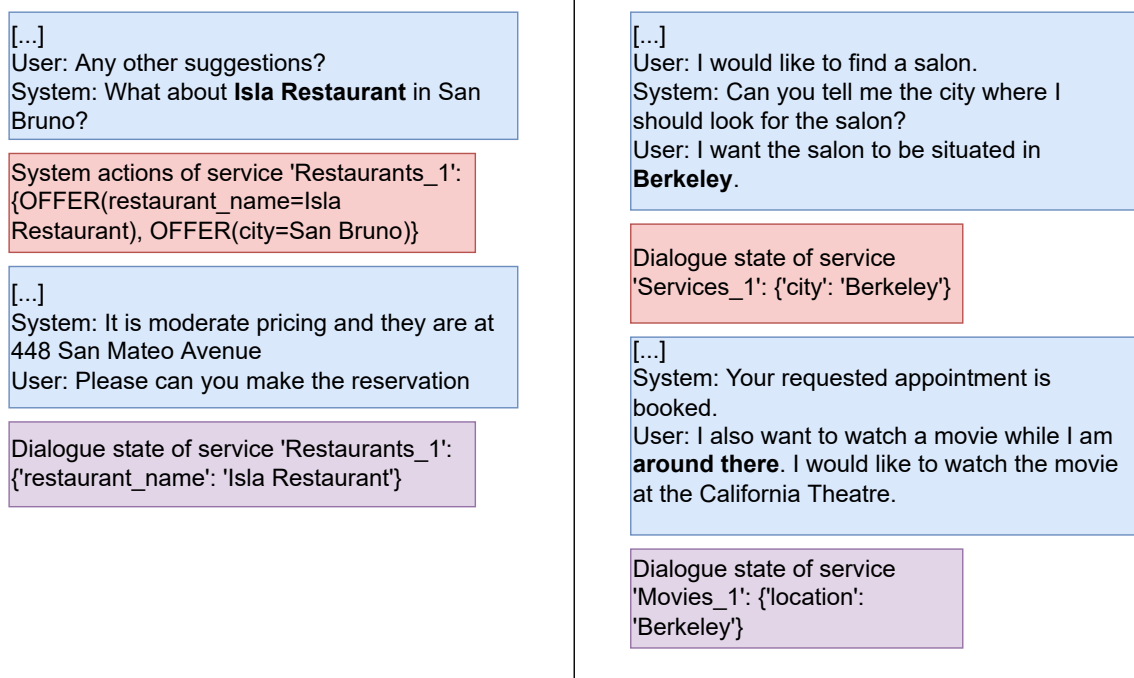 [...]
User: Any other suggestions?
System: What about Isla Restaurant in San
Bruno?
System actions of service 'Restaurants_1':
{OFFER(restaurant_name=Isla
Restaurant), OFFER(city=San Bruno)}
[...]
System: It is moderate pricing and they are at
448 San Mateo Avenue
User: Please can you make the reservation
Dialogue state of service 'Restaurants_1':
{'restaurant_name': 'Isla Restaurant'}
[...]
User: I would like to find a salon.
System: Can you tell me the city where I
should look for the salon?
User: I want the salon to be situated in
Berkeley.
Dialogue state of service
'Services_1': {'city': 'Berkeley'}
[...]
System: Your requested appointment is
booked.
User: I also want to watch a movie while I am
around there. I would like to watch the movie
at the California Theatre.
Dialogue state of service
'Movies_1': {'location':
'Berkeley'}